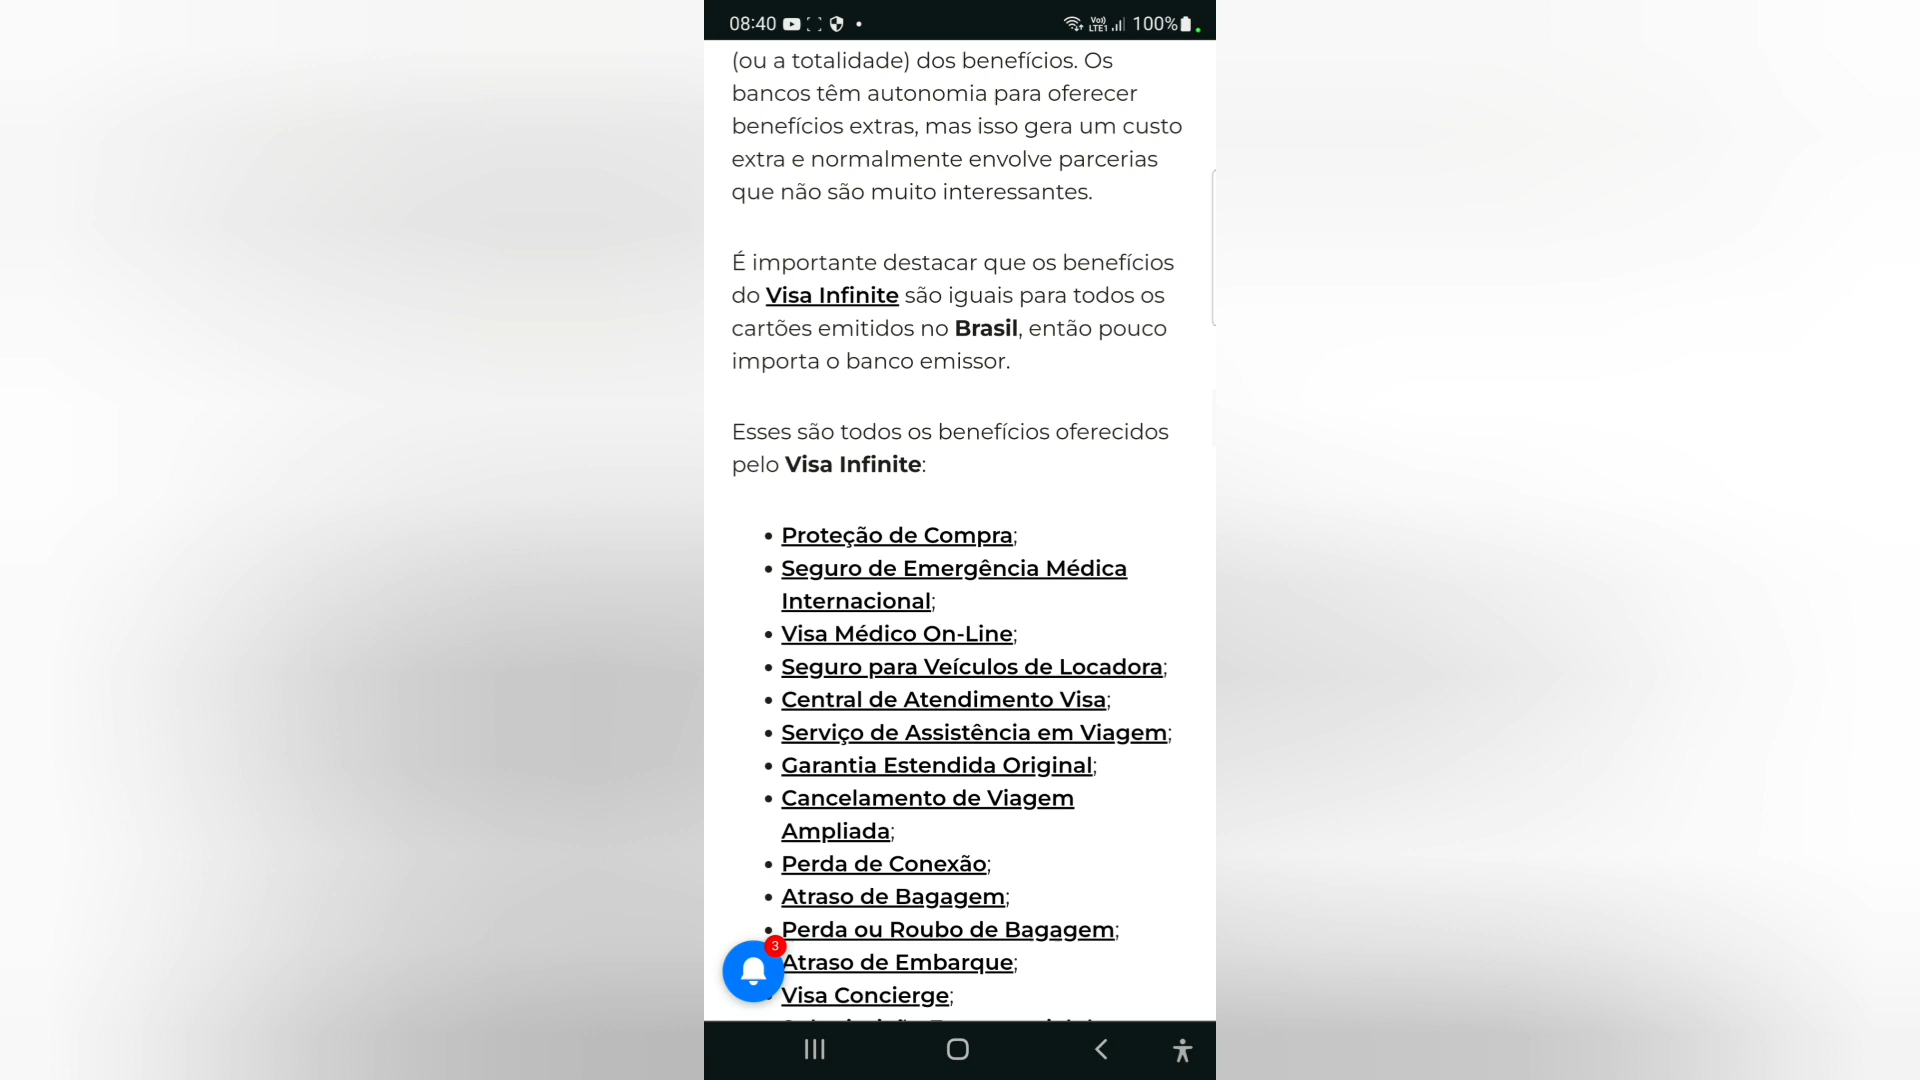 08:40
Vo)) LTE1 100%
(ou a totalidade) dos benefícios. Os
bancos têm autonomia para oferecer
benefícios extras, mas isso gera um custo
extra e normalmente envolve parcerias
que não são muito interessantes.
É importante destacar que os benefícios
do Visa Infinite são iguais para todos os
cartões emitidos no Brasil, então pouco
importa o banco emissor.
Esses são todos os benefícios oferecidos
pelo Visa Infinite:
• Proteção de Compra;
• Seguro de Emergência Médica
Internacional;
• Visa Médico On-Line;
• Seguro para Veículos de Locadora;
• Central de Atendimento Visa;
• Serviço de Assistência em Viagem;
• Garantia Estendida Original;
• Cancelamento de Viagem
Ampliada;
• Perda de Conexão;
• Atraso de Bagagem;
• Perda ou Roubo de Bagagem;
3
Atraso de Embarque;
• Visa Concierge;